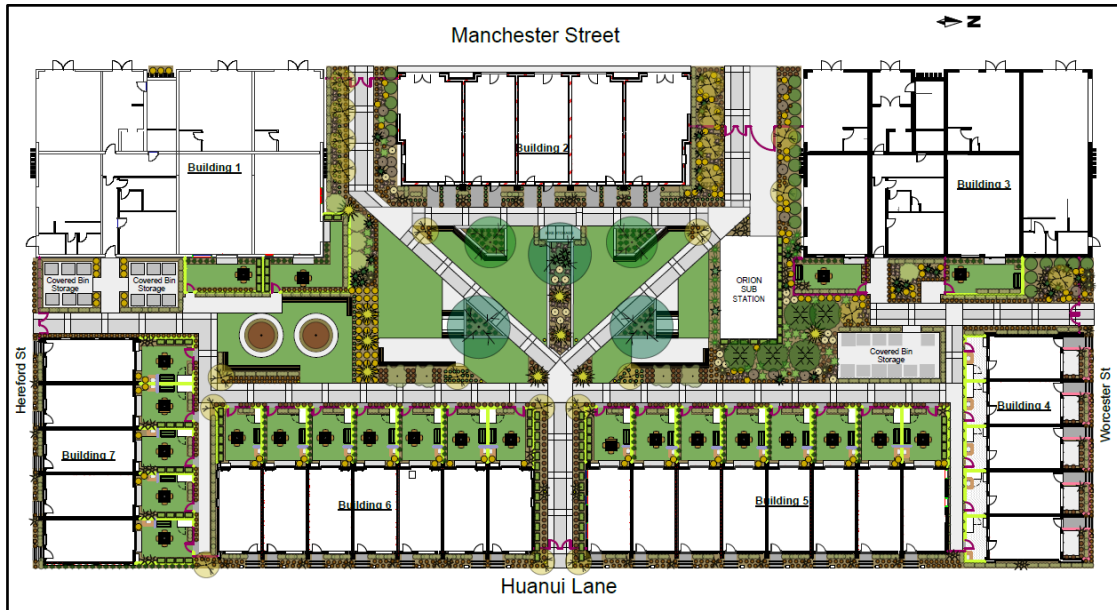 N
Manchester Street
Building 1
Building 2
Building 3
Covered Bin
Storage
Covered Bin
Storage
ORION
SUB
STATION
Covered Bin
Storage
Hereford St
Worcester St
Building 4
Building 7
Building 6
Building 5
Huanui Lane